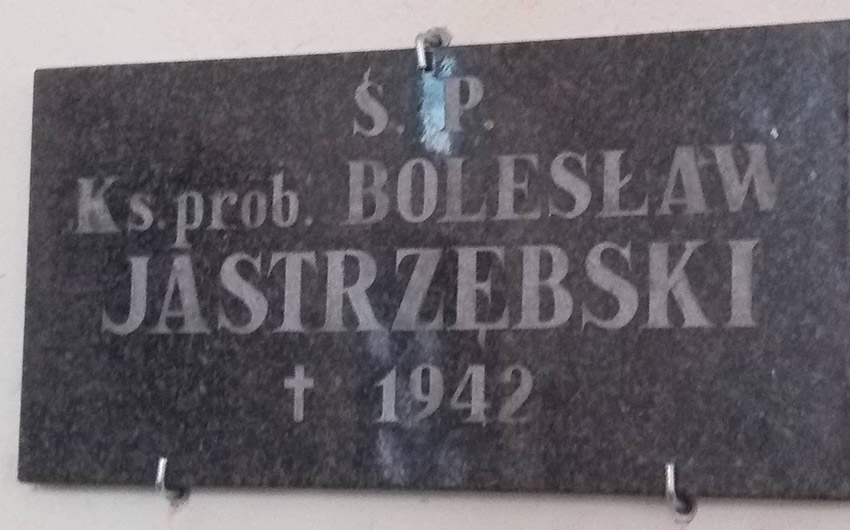 Ś. P.
Ks. prob. BOLESŁAW
JASTRZĘBSKI
† 1942